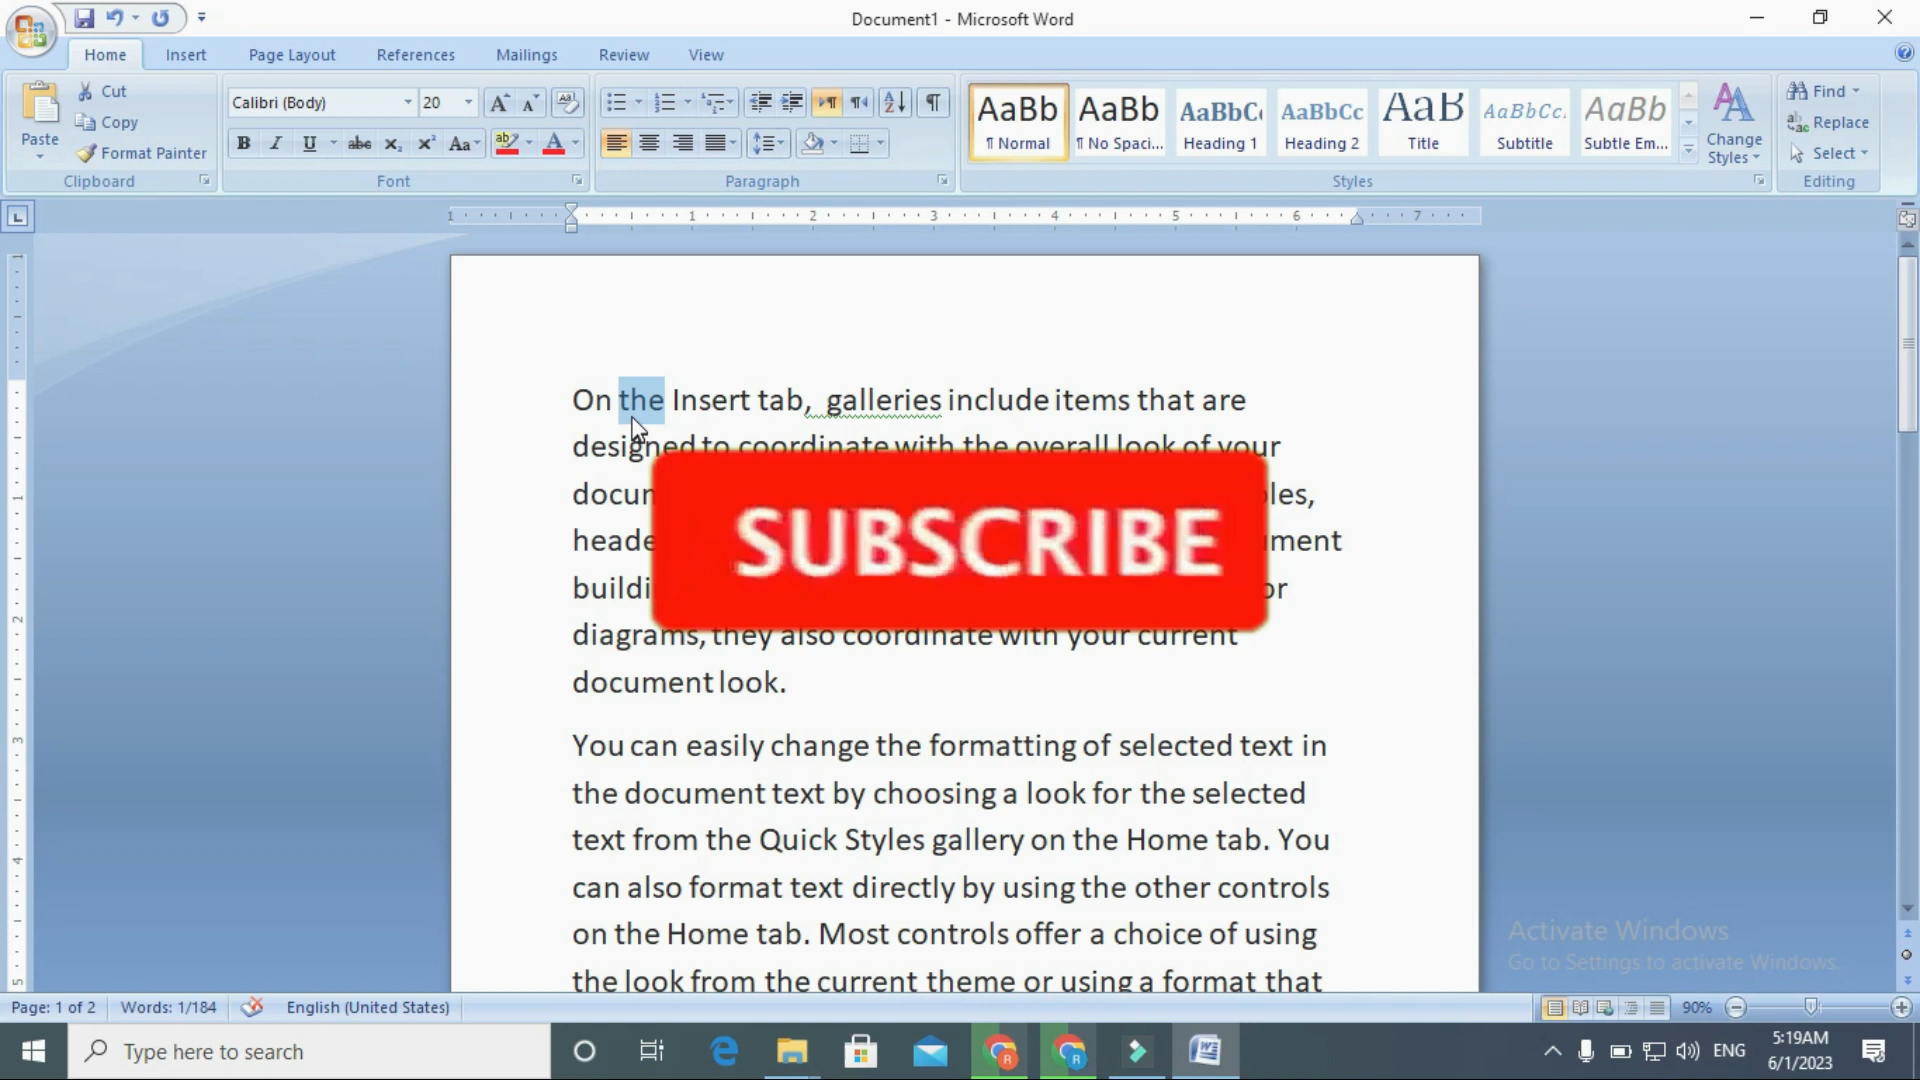 Document1 - Microsoft Word
Home Insert Page Layout References Mailings Review View
Paste
Cut
Copy
Format Painter
Clipboard
Calibri (Body) 20
Font
Paragraph
AaBb AaBb AaBbC AaBbCc AaB AaBbCc. AaBb
¶ Normal ¶ No Spaci... Heading 1 Heading 2 Title Subtitle Subtle Em...
Styles
Change
Styles
Find
Replace
Select
Editing
1 1 2 3 4 5 6 7
On the Insert tab, galleries include items that are
designed to coordinate with the overall look of your
SUBSCRIBE
diagrams, they also coordinate with your current
document look.
You can easily change the formatting of selected text in
the document text by choosing a look for the selected
text from the Quick Styles gallery on the Home tab. You
can also format text directly by using the other controls
on the Home tab. Most controls offer a choice of using
the look from the current theme or using a format that
Activate Windows
Go to Settings to activate Windows.
Page: 1 of 2 Words: 1/184 English (United States) 90%
Type here to search
ENG
5:19AM
6/1/2023